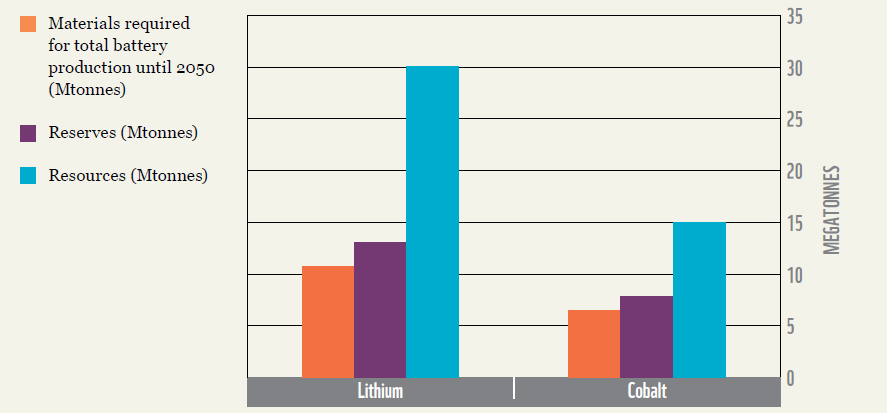 Materials required
for total battery
production until 2050
(Mtonnes)
Reserves (Mtonnes)
Resources (Mtonnes)
35
30
25
20
15
10
5
0
MEGATONNES
Lithium
Cobalt